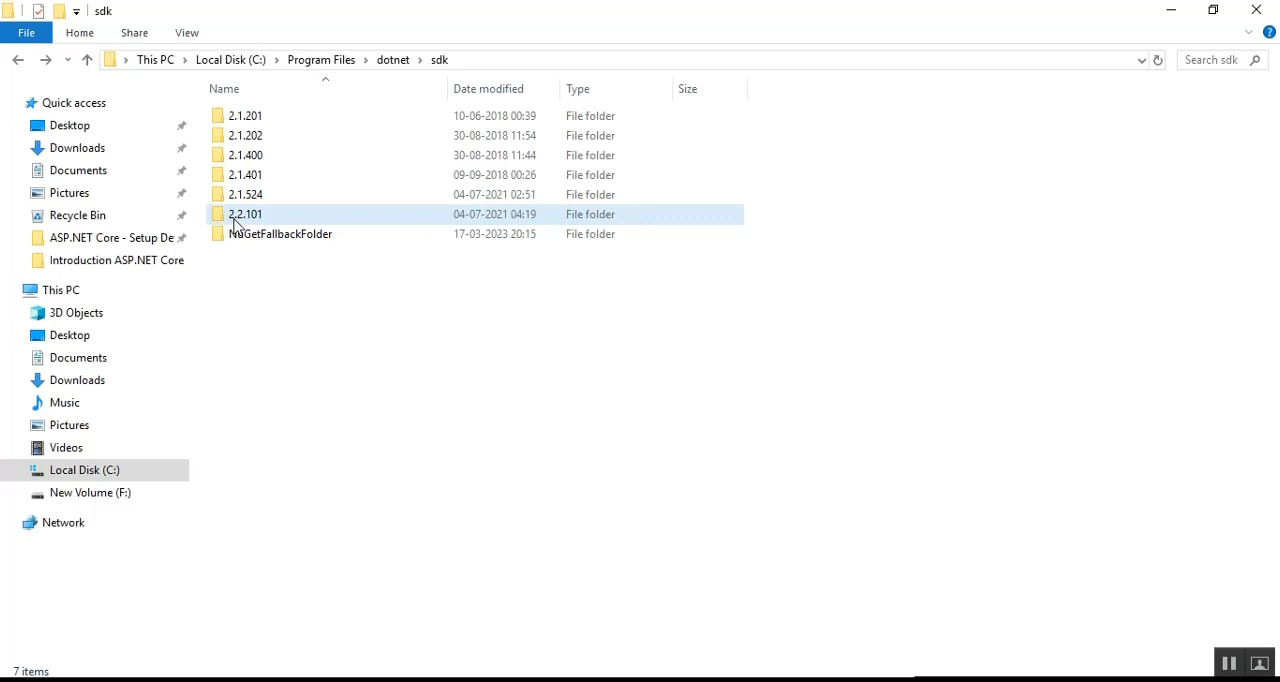 sdk
File Home Share View
This PC Local Disk (C:) Program Files dotnet sdk Search sdk
Name Date modified Type Size
Quick access
Desktop
Downloads
Documents
Pictures
Recycle Bin
ASP.NET Core - Setup De
Introduction ASP.NET Core
This PC
3D Objects
Desktop
Documents
Downloads
Music
Pictures
Videos
Local Disk (C:)
New Volume (F:)
Network
2.1.201 10-06-2018 00:39 File folder
2.1.202 30-08-2018 11:54 File folder
2.1.400 30-08-2018 11:44 File folder
2.1.401 09-09-2018 00:26 File folder
2.1.524 04-07-2021 02:51 File folder
2.2.101 04-07-2021 04:19 File folder
NuGetFallbackFolder 17-03-2023 20:15 File folder
7 items